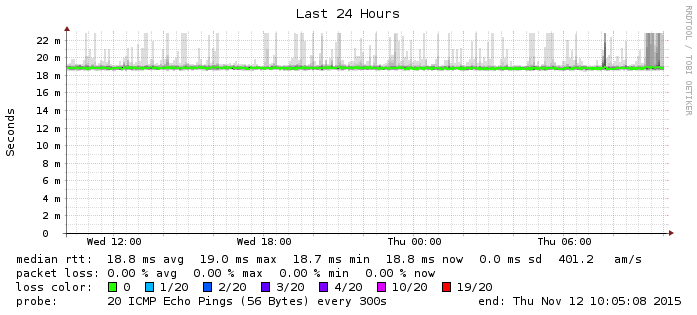 Last 24 Hours
RRDTOOL / TOBI OETIKER
Seconds
22 m
20 m
18 m
16 m
14 m
12 m
10 m
8 m
6 m
4 m
2 m
0
Wed 12:00 Wed 18:00 Thu 00:00 Thu 06:00
median rtt: 18.8 ms avg 19.0 ms max 18.7 ms min 18.8 ms now 0.0 ms sd 401.2 am/s
packet loss: 0.00 % avg 0.00 % max 0.00 % min 0.00 % now
loss color: 0 1/20 2/20 3/20 4/20 10/20 19/20
probe: 20 ICMP Echo Pings (56 Bytes) every 300s end: Thu Nov 12 10:05:08 2015